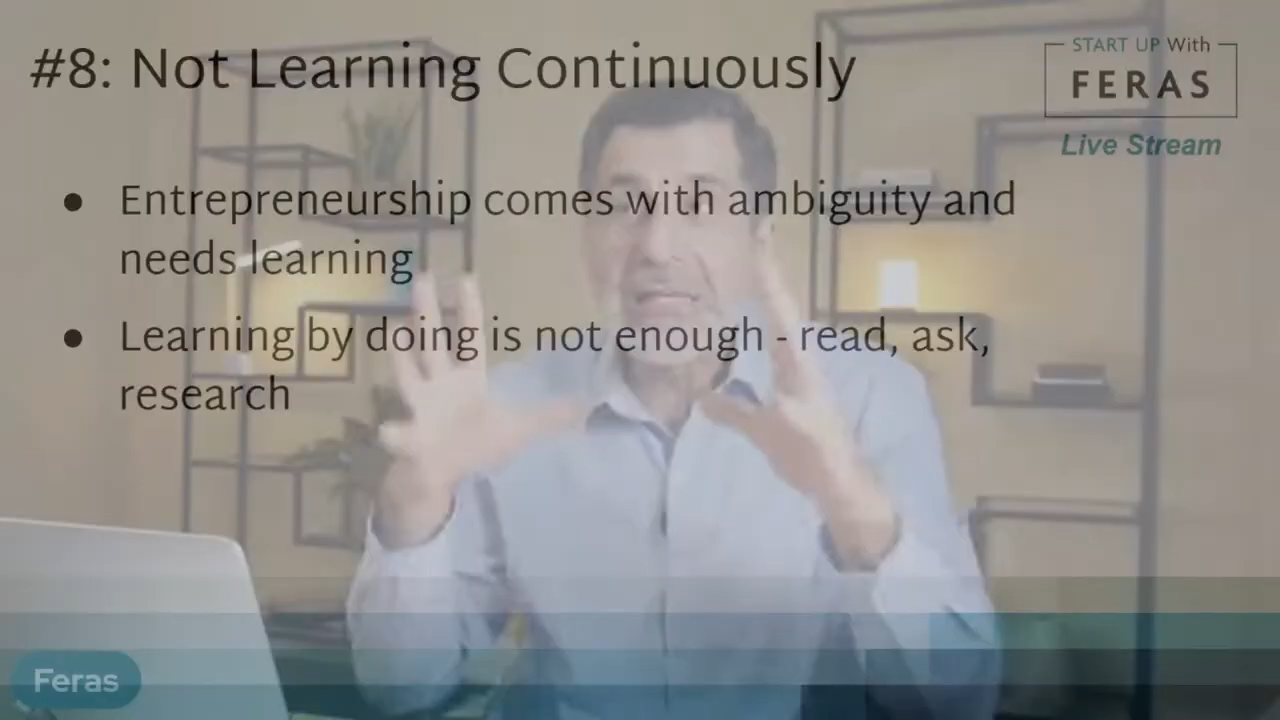 #8: Not Learning Continuously
START UP With
FERAS
Live Stream
● Entrepreneurship comes with ambiguity and
needs learning
● Learning by doing is not enough - read, ask,
research
Feras